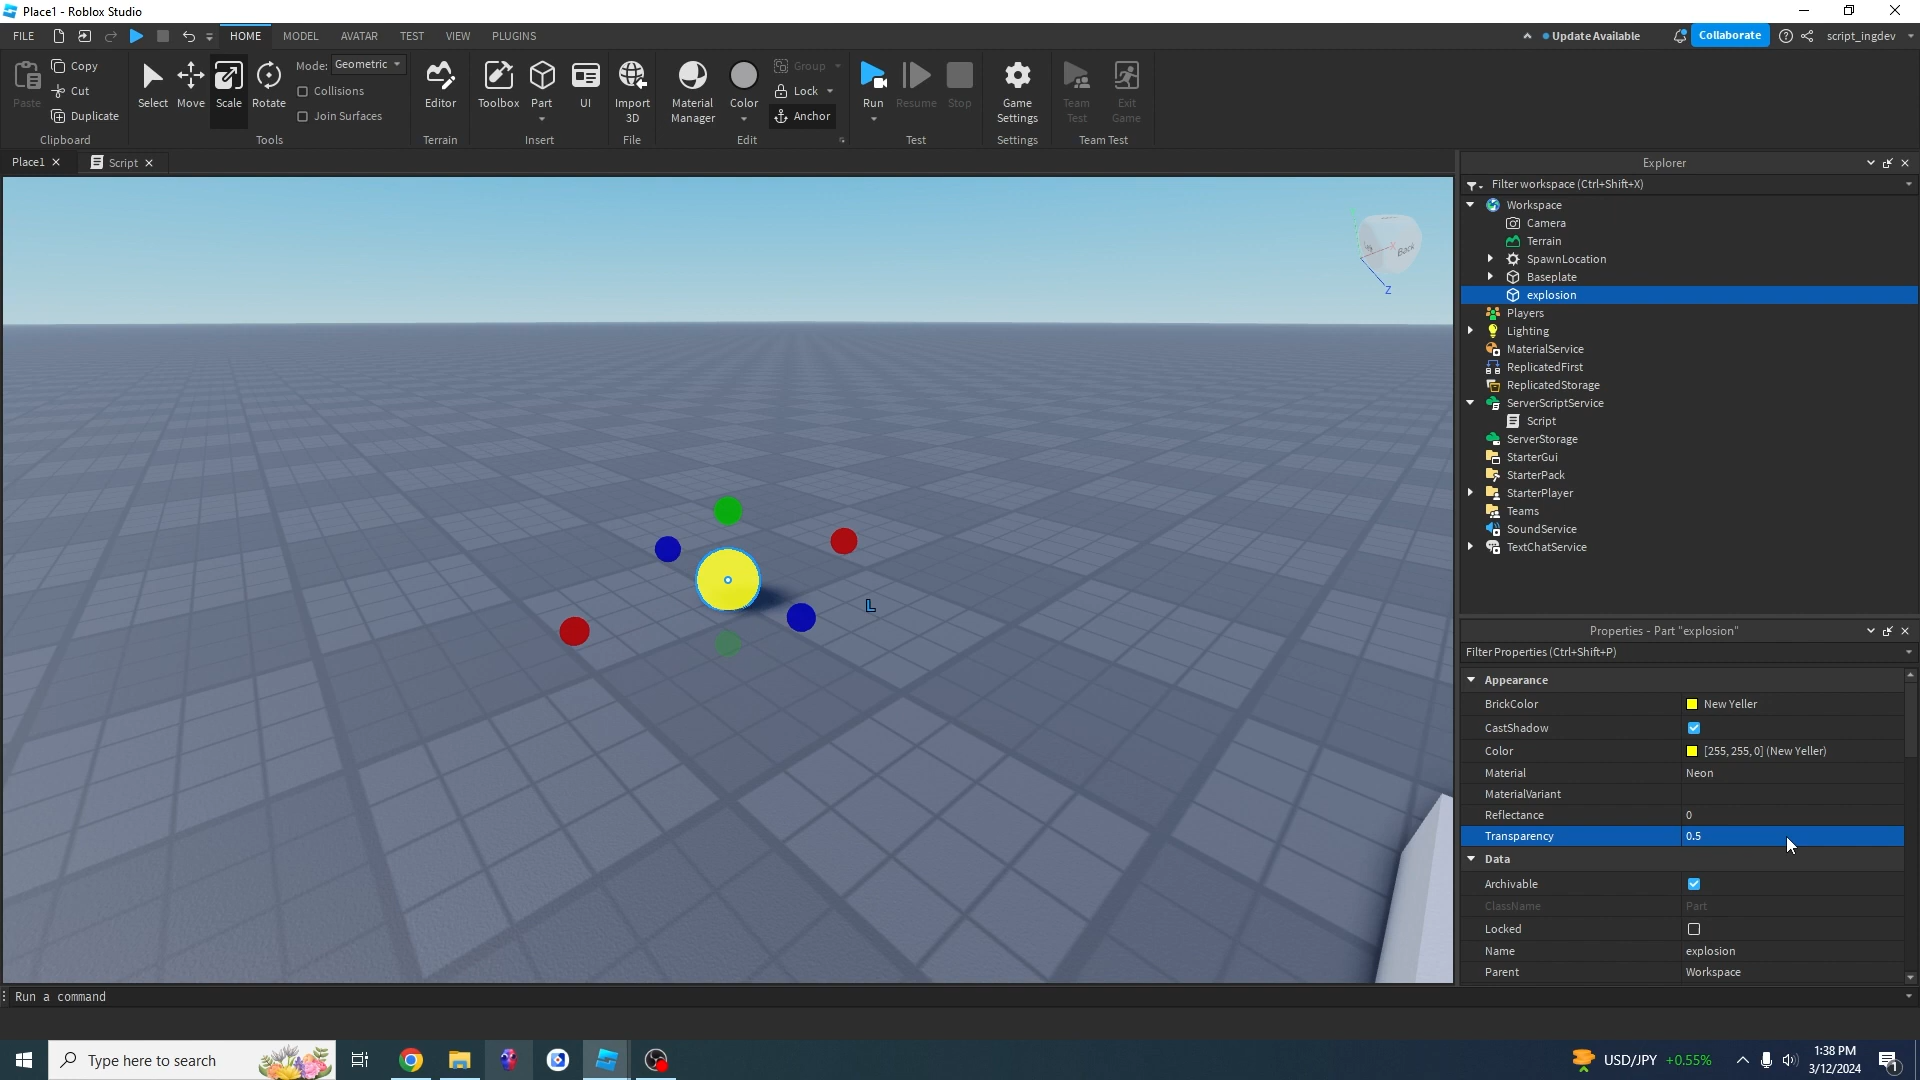 Place1 - Roblox Studio
FILE HOME MODEL AVATAR TEST VIEW PLUGINS Update Available Collaborate script_ingdev
Paste Copy Cut Duplicate Clipboard
Select Move Scale Rotate Mode: Geometric Collisions Join Surfaces Tools
Editor Terrain
Toolbox Part UI Insert
Import 3D File
Material Manager Color Group Lock Anchor Edit
Run Resume Stop Test
Game Settings Settings
Team Test Exit Game Team Test
Place1 Script
Back
X
Z
L
Explorer
Filter workspace (Ctrl+Shift+X)
Workspace
Camera
Terrain
SpawnLocation
Baseplate
explosion
Players
Lighting
MaterialService
ReplicatedFirst
ReplicatedStorage
ServerScriptService
Script
ServerStorage
StarterGui
StarterPack
StarterPlayer
Teams
SoundService
TextChatService
Properties - Part "explosion"
Filter Properties (Ctrl+Shift+P)
Appearance
BrickColor New Yeller
CastShadow
Color [255, 255, 0] (New Yeller)
Material Neon
MaterialVariant
Reflectance 0
Transparency 0.5
Data
Archivable
ClassName Part
Locked
Name explosion
Parent Workspace
Run a command
Type here to search
USD/JPY +0.55%
1:38 PM
3/12/2024
1